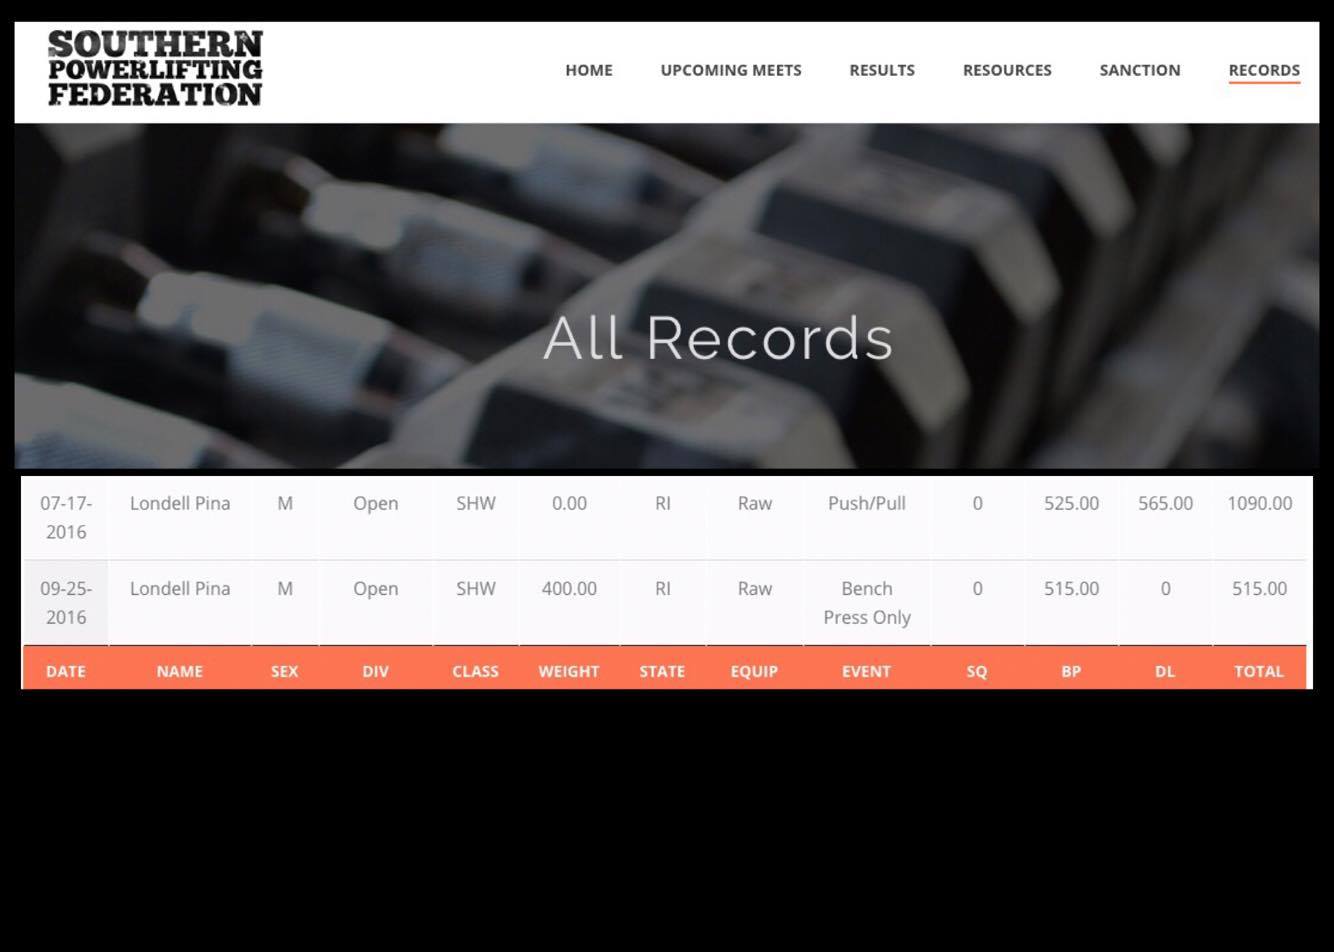 SOUTHERN
POWERLIFTING
FEDERATION
HOME UPCOMING MEETS RESULTS RESOURCES SANCTION RECORDS
All Records
07-17- Londell Pina M Open SHW 0.00 RI Raw Push/Pull 0 525.00 565.00 1090.00
2016
09-25- Londell Pina M Open SHW 400.00 RI Raw Bench 0 515.00 0 515.00
2016 Press Only
DATE NAME SEX DIV CLASS WEIGHT STATE EQUIP EVENT SQ BP DL TOTAL